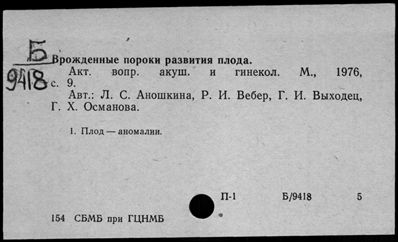 Б
9418
Врожденные пороки развития плода.
Акт. вопр. акуш. и гинекол. М., 1976,
с. 9.
Авт.: Л. С. Аношкина, Р. И. Вебер, Г. И. Выходец,
Г. Х. Османова.
1. Плод — аномалии.
П-1 Б/9418 5
154 СБМБ при ГЦНМБ